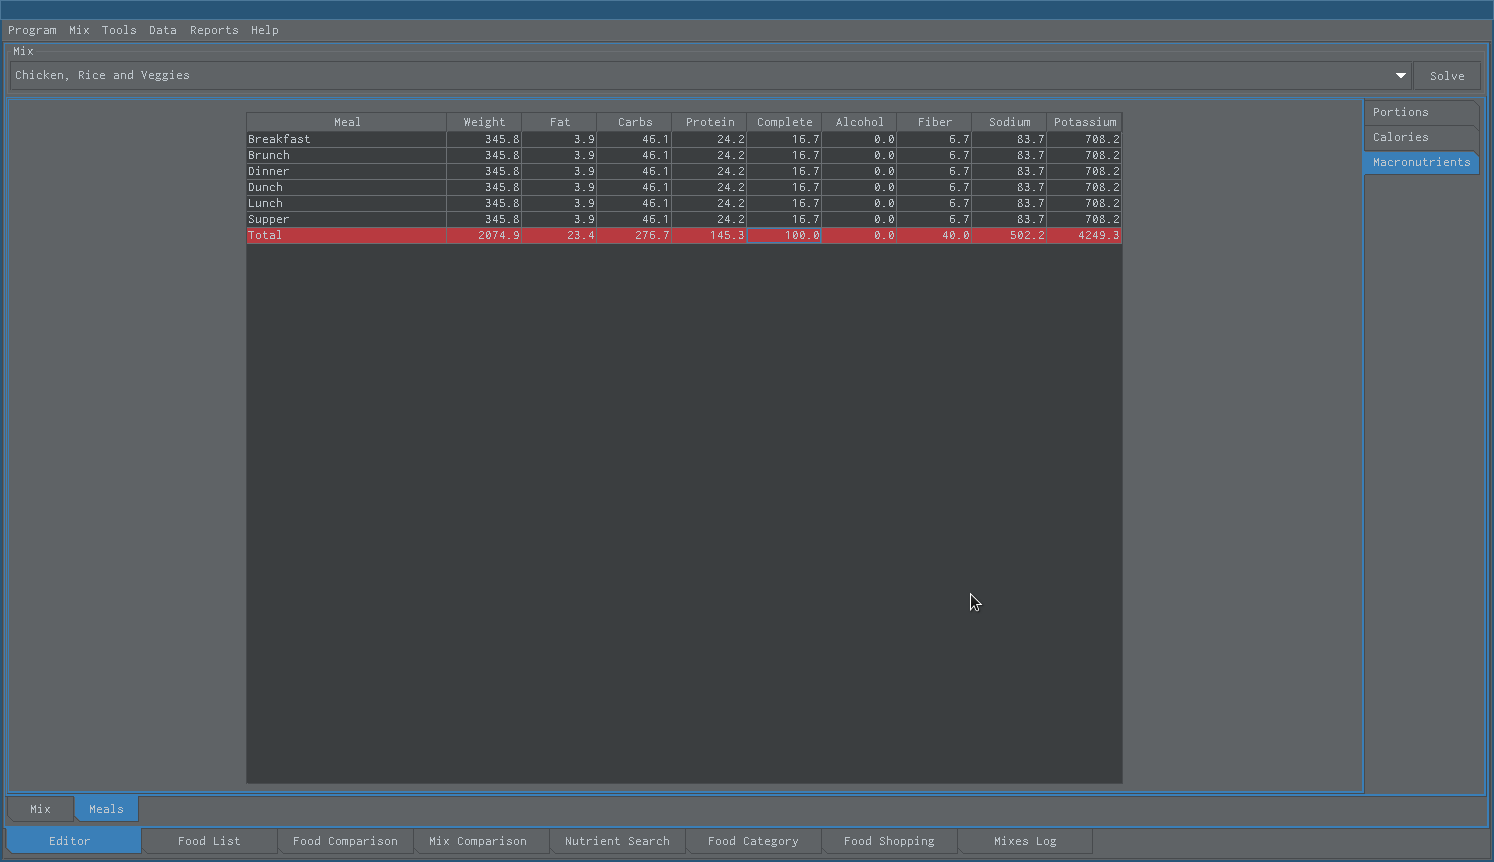 Program Mix Tools Data Reports Help
Mix
Chicken, Rice and Veggies Solve
Portions
Calories
Macronutrients
Meal Weight Fat Carbs Protein Complete Alcohol Fiber Sodium Potassium
Breakfast 345.8 3.9 46.1 24.2 16.7 0.0 6.7 83.7 708.2
Brunch 345.8 3.9 46.1 24.2 16.7 0.0 6.7 83.7 708.2
Dinner 345.8 3.9 46.1 24.2 16.7 0.0 6.7 83.7 708.2
Dunch 345.8 3.9 46.1 24.2 16.7 0.0 6.7 83.7 708.2
Lunch 345.8 3.9 46.1 24.2 16.7 0.0 6.7 83.7 708.2
Supper 345.8 3.9 46.1 24.2 16.7 0.0 6.7 83.7 708.2
Total 2074.9 23.4 276.7 145.3 100.0 0.0 40.0 502.2 4249.3
Mix Meals
Editor Food List Food Comparison Mix Comparison Nutrient Search Food Category Food Shopping Mixes Log